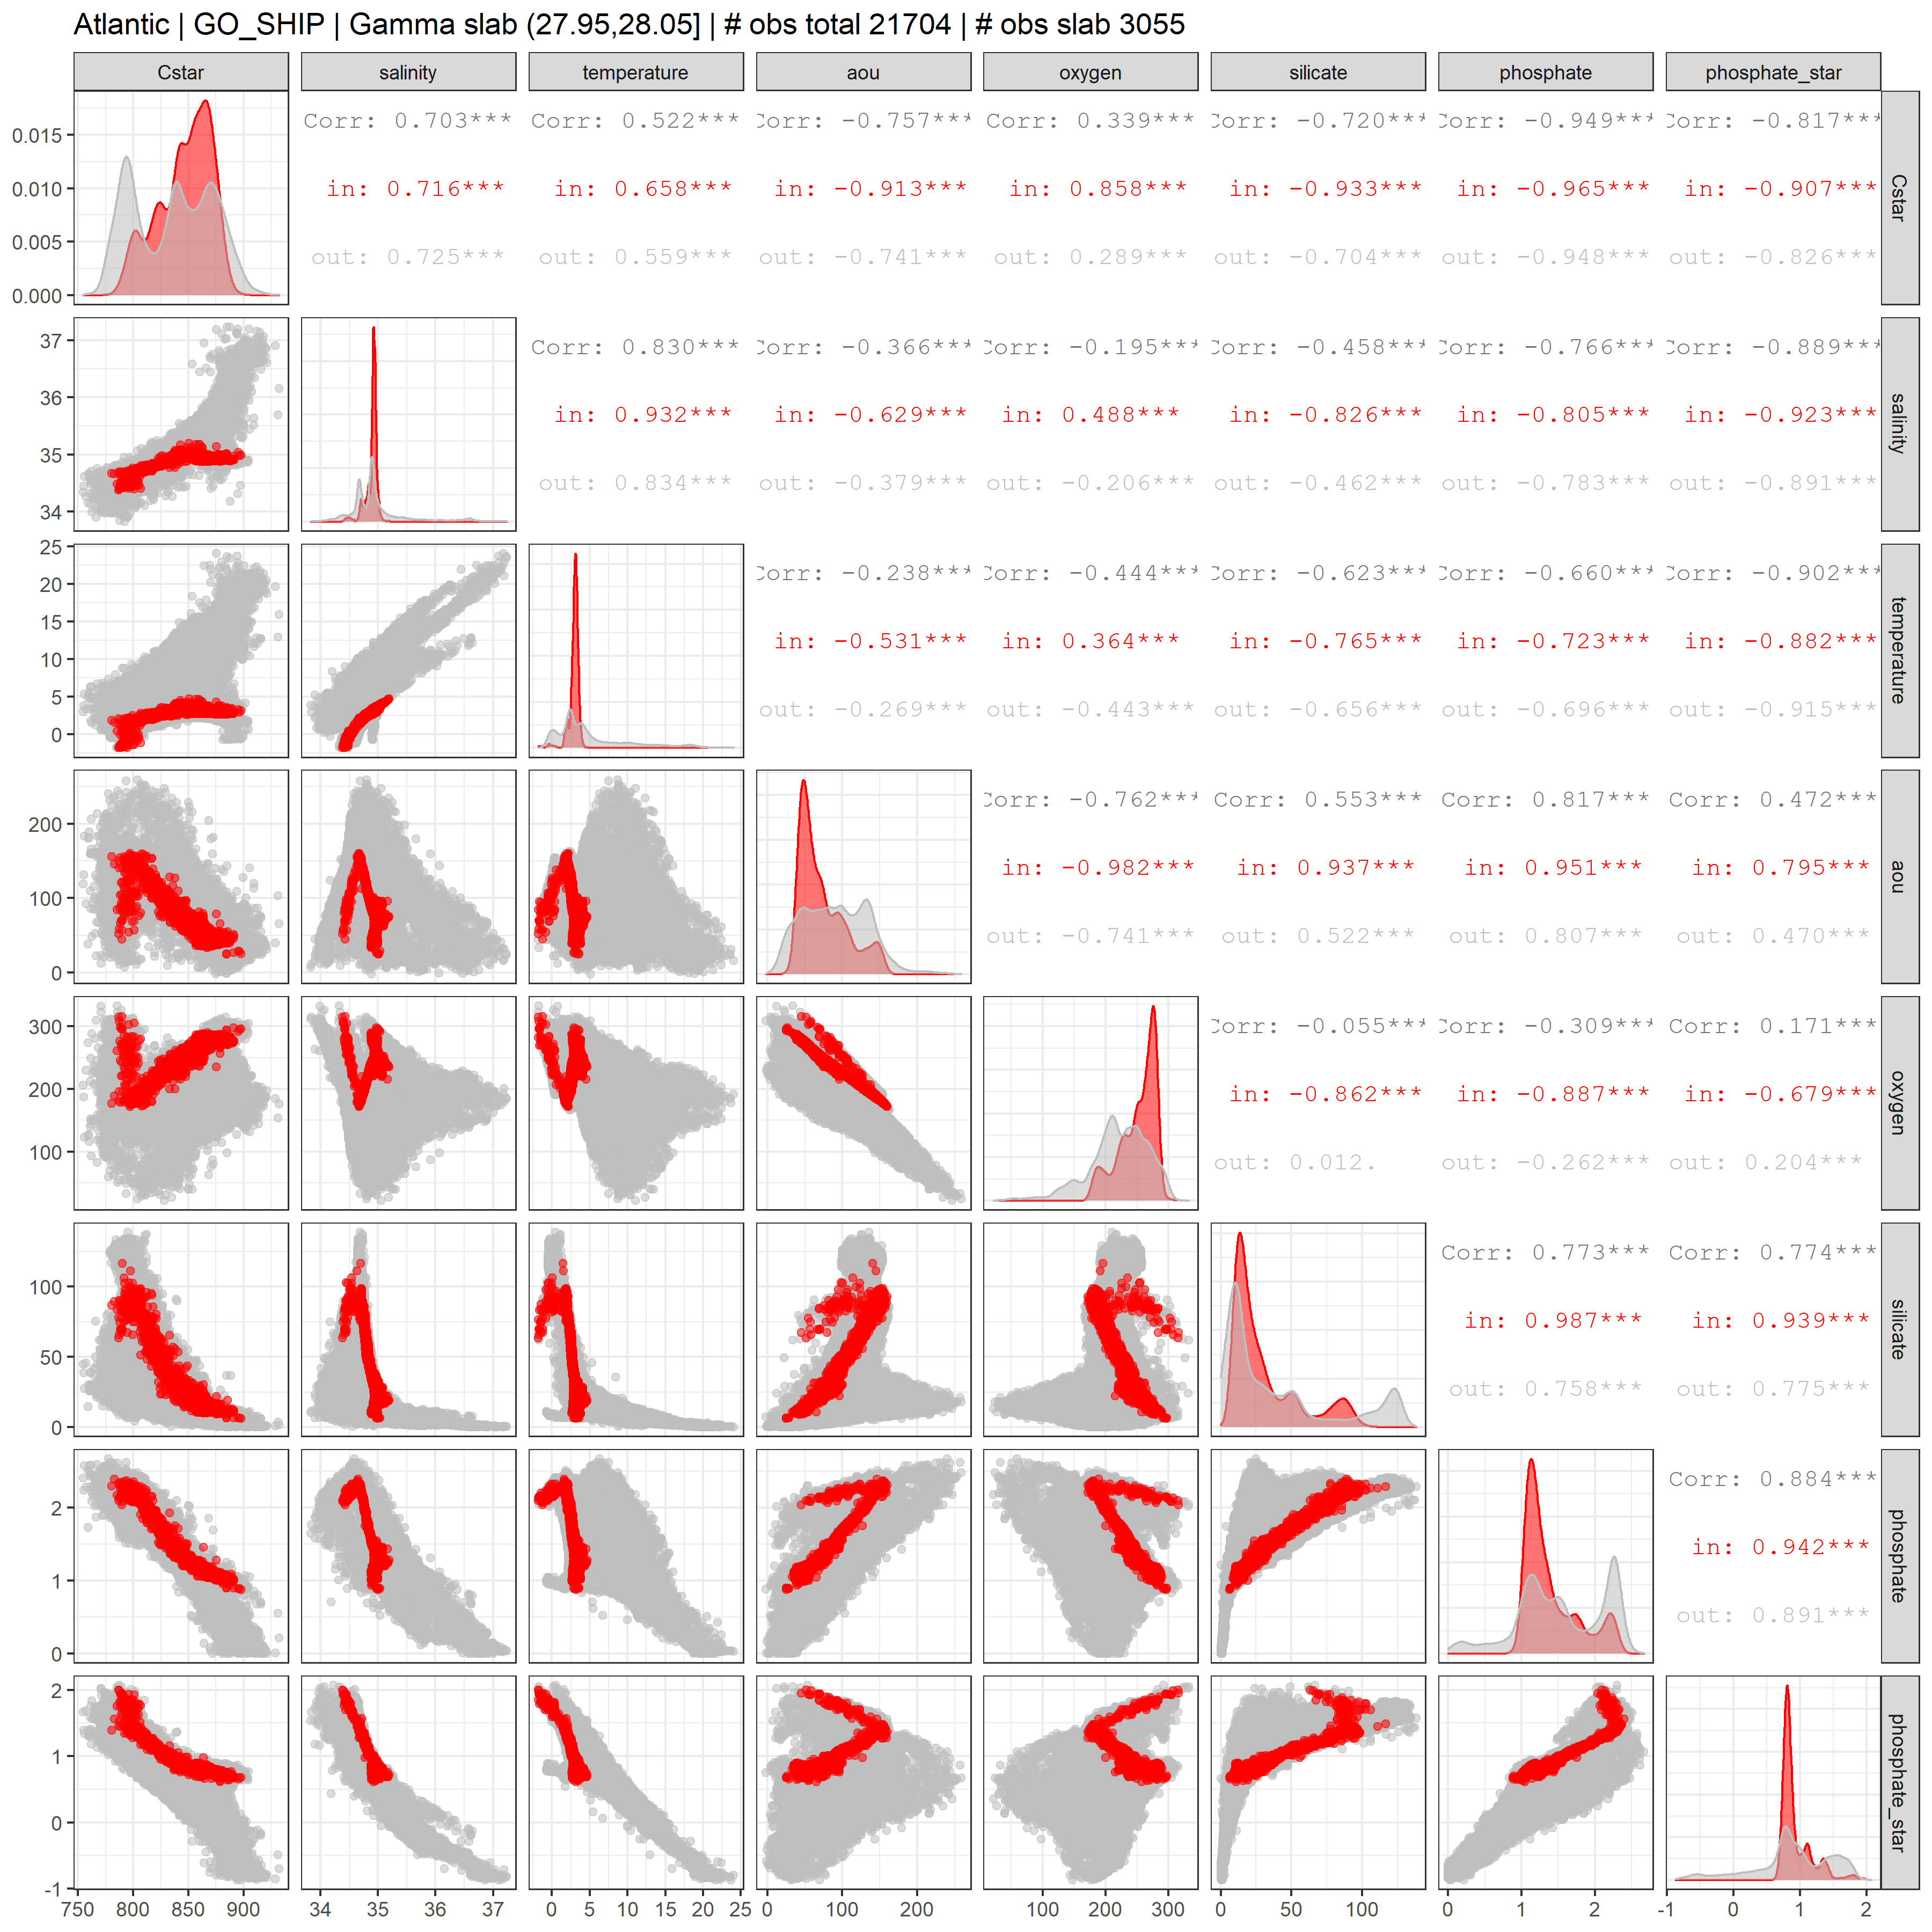 Atlantic | GO_SHIP | Gamma slab (27.95,28.05] | # obs total 21704 | # obs slab 3055
Cstar salinity temperature aou oxygen silicate phosphate phosphate_star
Corr: 0.703*** Corr: 0.522*** Corr: -0.757*** Corr: 0.339*** Corr: -0.720*** Corr: -0.949*** Corr: -0.817***
in: 0.716*** in: 0.658*** in: -0.913*** in: 0.858*** in: -0.933*** in: -0.965*** in: -0.907***
out: 0.725*** out: 0.559*** out: -0.741*** out: 0.289*** out: -0.704*** out: -0.948*** out: -0.826***
0.015
0.010
0.005
0.000
Cstar
Corr: 0.830*** Corr: -0.366*** Corr: -0.195*** Corr: -0.458*** Corr: -0.766*** Corr: -0.889***
in: 0.932*** in: -0.629*** in: 0.488*** in: -0.826*** in: -0.805*** in: -0.923***
out: 0.834*** out: -0.379*** out: -0.206*** out: -0.462*** out: -0.783*** out: -0.891***
37
36
35
34
salinity
Corr: -0.238*** Corr: -0.444*** Corr: -0.623*** Corr: -0.660*** Corr: -0.902***
in: -0.531*** in: 0.364*** in: -0.765*** in: -0.723*** in: -0.882***
out: -0.269*** out: -0.443*** out: -0.656*** out: -0.696*** out: -0.915***
25
20
15
10
5
0
temperature
Corr: -0.762*** Corr: 0.553*** Corr: 0.817*** Corr: 0.472***
in: -0.982*** in: 0.937*** in: 0.951*** in: 0.795***
out: -0.741*** out: 0.522*** out: 0.807*** out: 0.470***
200
100
0
aou
Corr: -0.055*** Corr: -0.309*** Corr: 0.171***
in: -0.862*** in: -0.887*** in: -0.679***
out: 0.012. out: -0.262*** out: 0.204***
300
200
100
oxygen
Corr: 0.773*** Corr: 0.774***
in: 0.987*** in: 0.939***
out: 0.758*** out: 0.775***
100
50
0
silicate
Corr: 0.884***
in: 0.942***
out: 0.891***
2
1
0
phosphate
2
1
0
-1
phosphate_star
750 800 850 900 34 35 36 37 0 5 10 15 20 25 0 100 200 100 200 300 0 50 100 0 1 2 -1 0 1 2